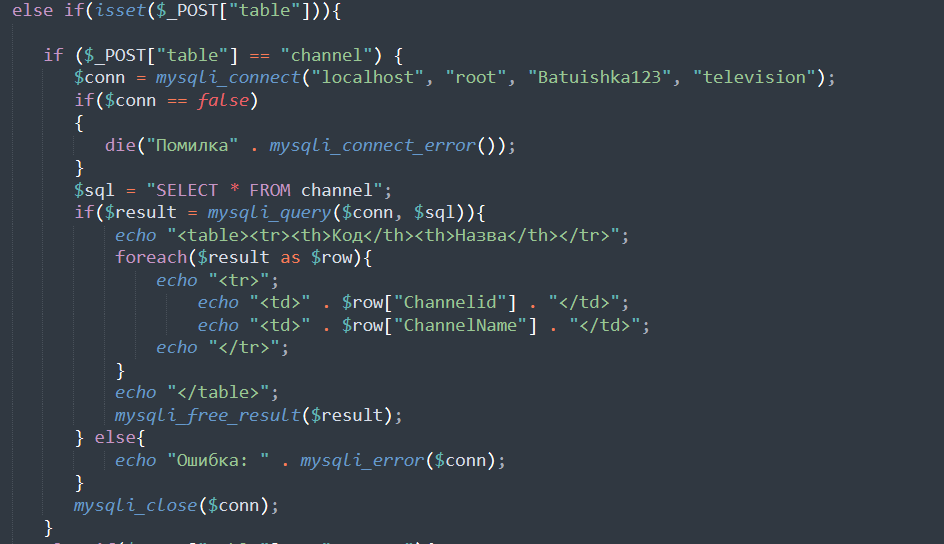 else if(isset($_POST["table"])){
if ($_POST["table"] == "channel") {
$conn = mysqli_connect("localhost", "root", "Batuishka123", "television");
if($conn == false)
{
die("Помилка" . mysqli_connect_error());
}
$sql = "SELECT * FROM channel";
if($result = mysqli_query($conn, $sql)){
echo "<table><tr><th>Код</th><th>Назва</th></tr>";
foreach($result as $row){
echo "<tr>";
echo "<td>" . $row["Channelid"] . "</td>";
echo "<td>" . $row["ChannelName"] . "</td>";
echo "</tr>";
}
echo "</table>";
mysqli_free_result($result);
} else{
echo "Ошибка: " . mysqli_error($conn);
}
mysqli_close($conn);
}